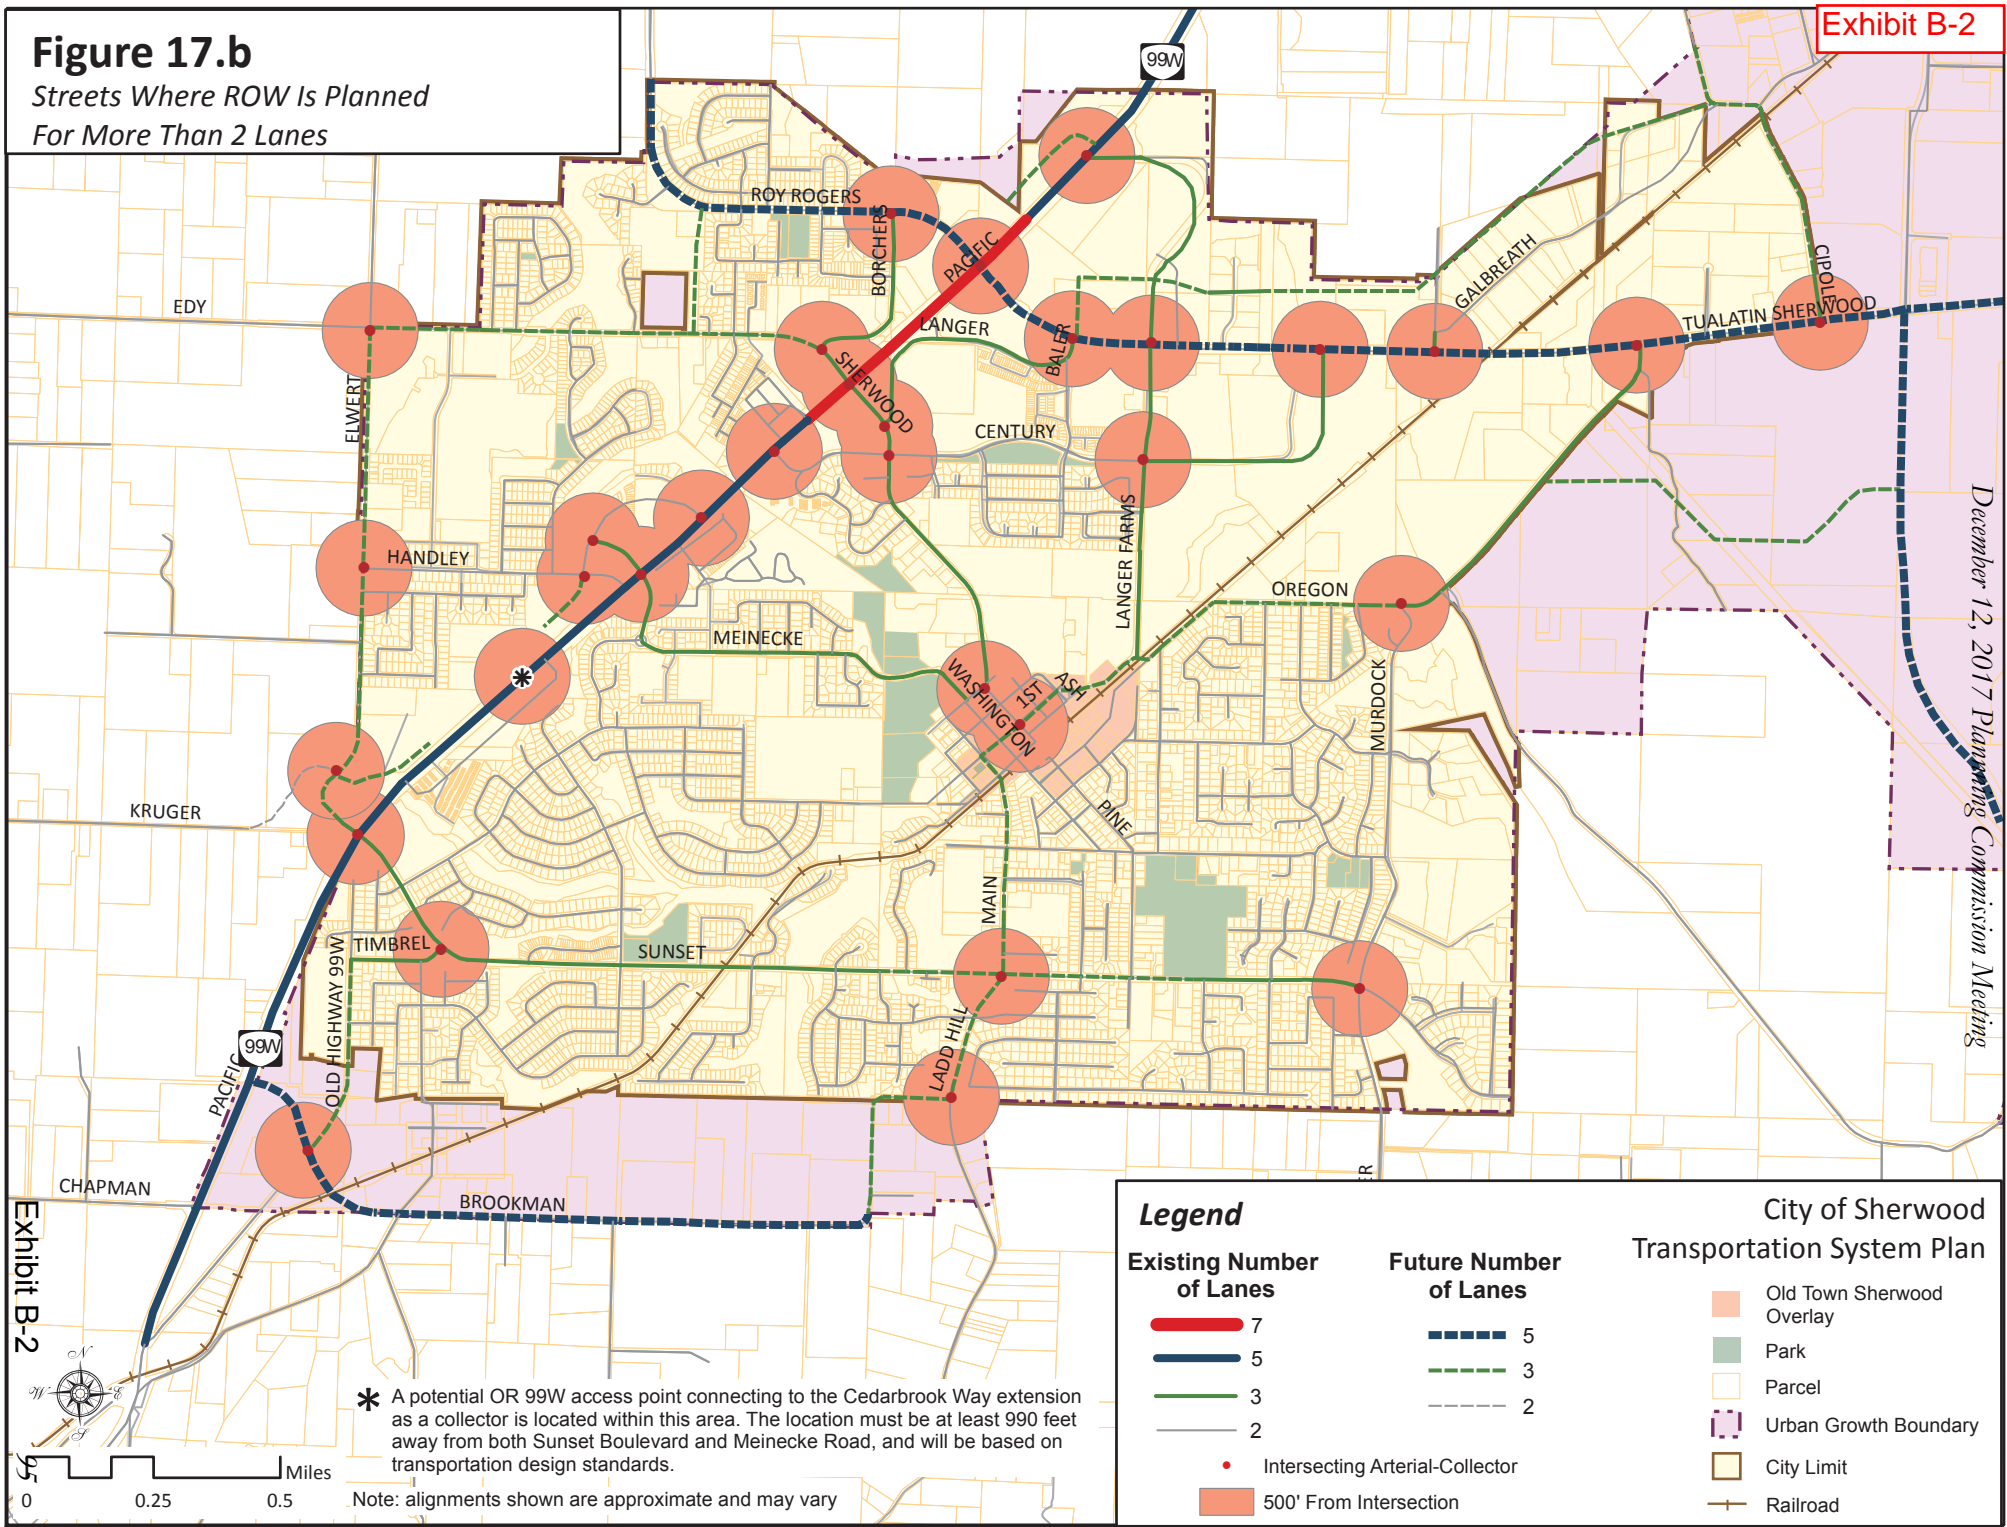 Figure 17.b
Streets Where ROW Is Planned
For More Than 2 Lanes
Exhibit B-2
99W
ROY ROGERS
BORCHERS
PACIFIC
EDY
LANGER
BALER
GALBREATH
CIPOLE
TUALATIN SHERWOOD
ELWERT
SHERWOOD
CENTURY
HANDLEY
LANGER FARMS
OREGON
MEINECKE
WASHINGTON
1ST
ASH
MURDOCK
KRUGER
PINE
MAIN
TIMBREL
SUNSET
OLD HIGHWAY 99W
99W
PACIFIC
LADD HILL
CHAPMAN
BROOKMAN
ER
December 12, 2017 Planning Commission Meeting
Exhibit B-2
95
N
W
E
S
Miles
0
0.25
0.5
* A potential OR 99W access point connecting to the Cedarbrook Way extension
as a collector is located within this area. The location must be at least 990 feet
away from both Sunset Boulevard and Meinecke Road, and will be based on
transportation design standards.
Note: alignments shown are approximate and may vary
Legend
Existing Number
of Lanes
7
5
3
2
Future Number
of Lanes
5
3
2
Intersecting Arterial-Collector
500' From Intersection
City of Sherwood
Transportation System Plan
Old Town Sherwood
Overlay
Park
Parcel
Urban Growth Boundary
City Limit
Railroad